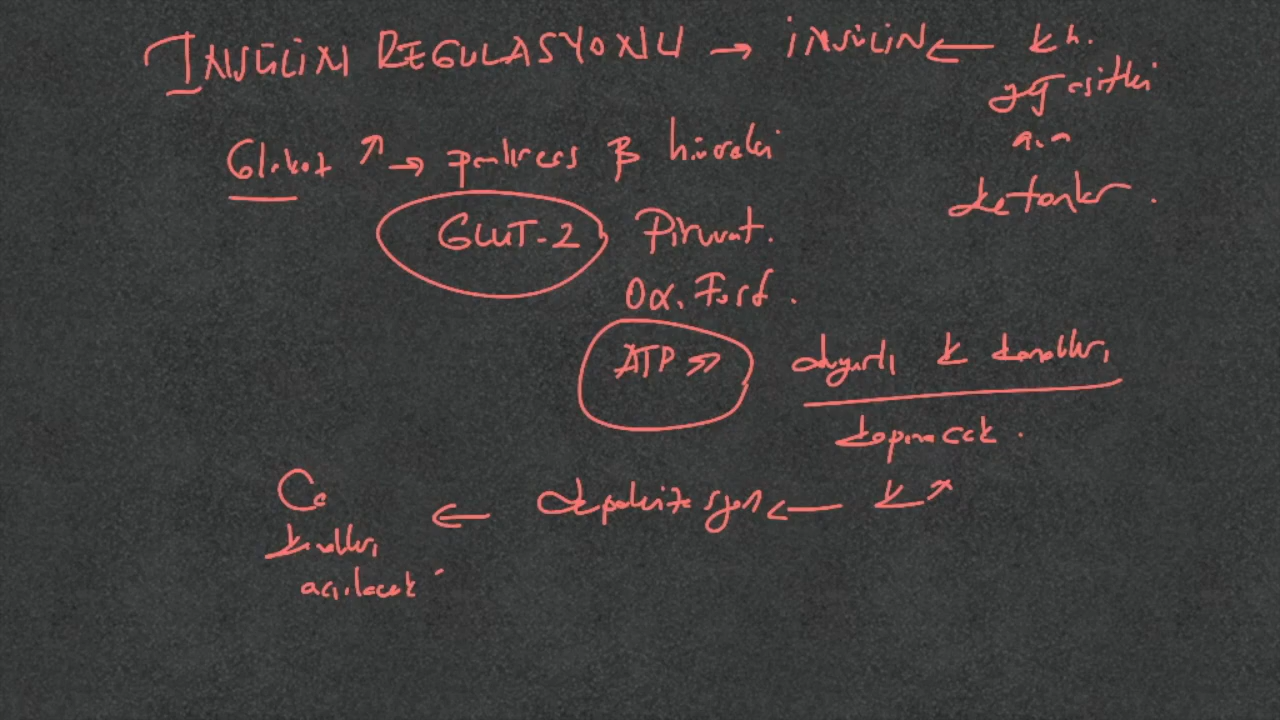 INSÜLİN REGULASYONU → İNSÜLİN ← kh.
yağ asitleri
a.a
ketonlar.
Glukoz ↗ → pankreas β hücreleri
GLUT-2 Piruvat.
Ox. Fosf.
ATP ↗↗ duyarlı K kanalları
kapanacak.
Ca ← depolarizasyon ← K ↗
kanalları
açılacak